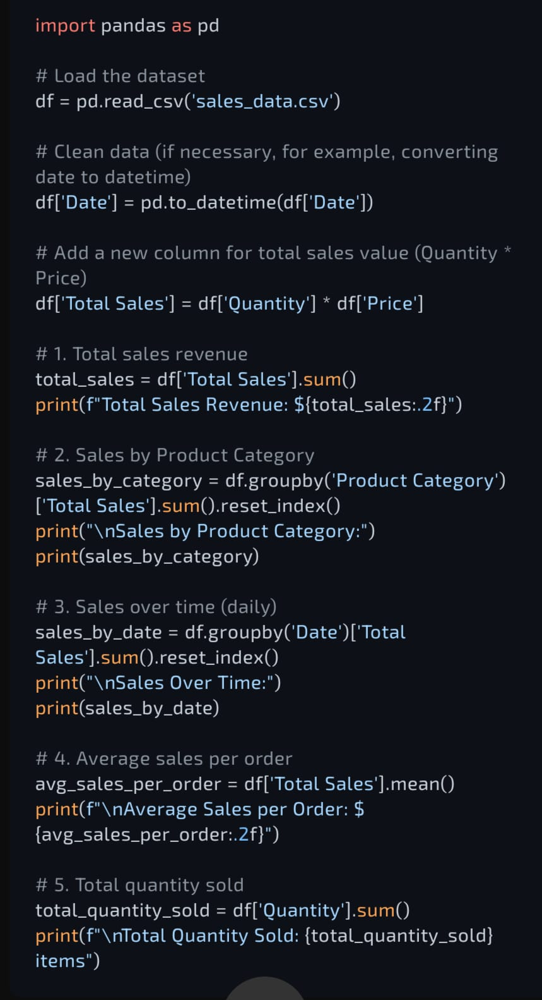 import pandas as pd
# Load the dataset
df = pd.read_csv('sales_data.csv')
# Clean data (if necessary, for example, converting
date to datetime)
df['Date'] = pd.to_datetime(df['Date'])
# Add a new column for total sales value (Quantity *
Price)
df['Total Sales'] = df['Quantity'] * df['Price']
# 1. Total sales revenue
total_sales = df['Total Sales'].sum()
print(f"Total Sales Revenue: ${total_sales:.2f}")
# 2. Sales by Product Category
sales_by_category = df.groupby('Product Category')
['Total Sales'].sum().reset_index()
print("\nSales by Product Category:")
print(sales_by_category)
# 3. Sales over time (daily)
sales_by_date = df.groupby('Date')['Total
Sales'].sum().reset_index()
print("\nSales Over Time:")
print(sales_by_date)
# 4. Average sales per order
avg_sales_per_order = df['Total Sales'].mean()
print(f"\nAverage Sales per Order: $
{avg_sales_per_order:.2f}")
# 5. Total quantity sold
total_quantity_sold = df['Quantity'].sum()
print(f"\nTotal Quantity Sold: {total_quantity_sold}
items")